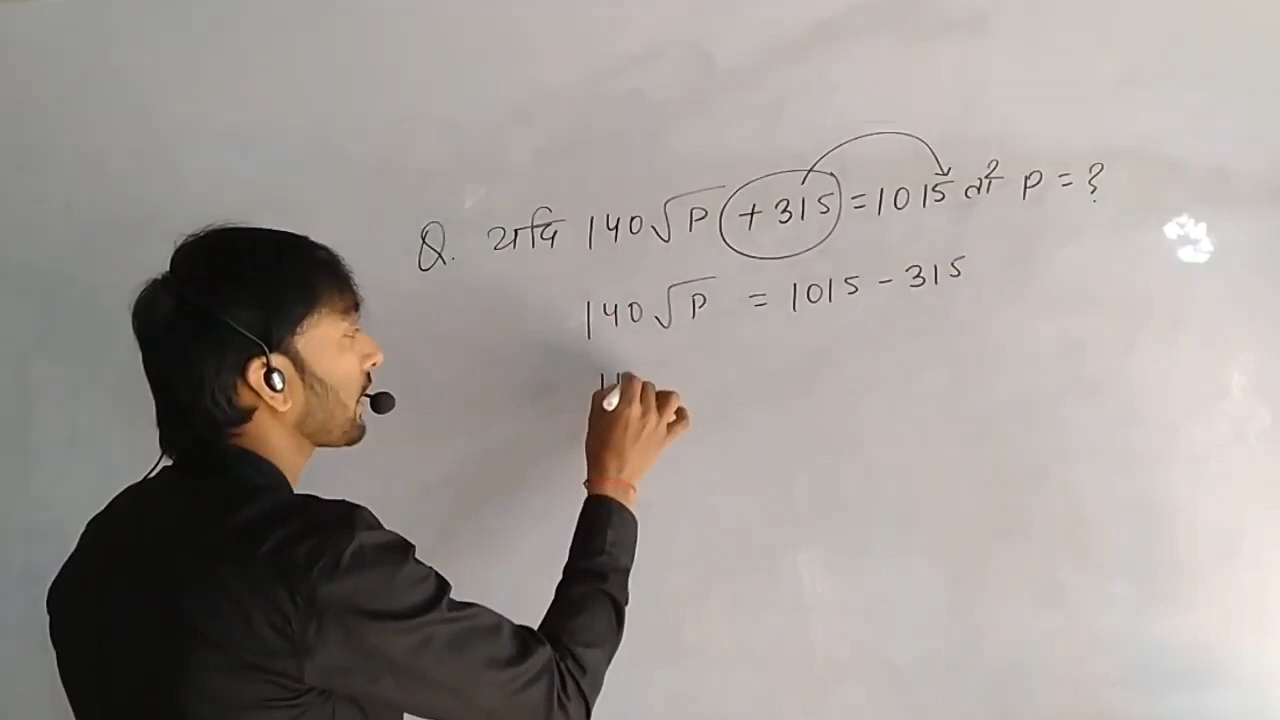 Q. यदि 140√P + 315 = 1015 तो P = ?
140√P = 1015 - 315